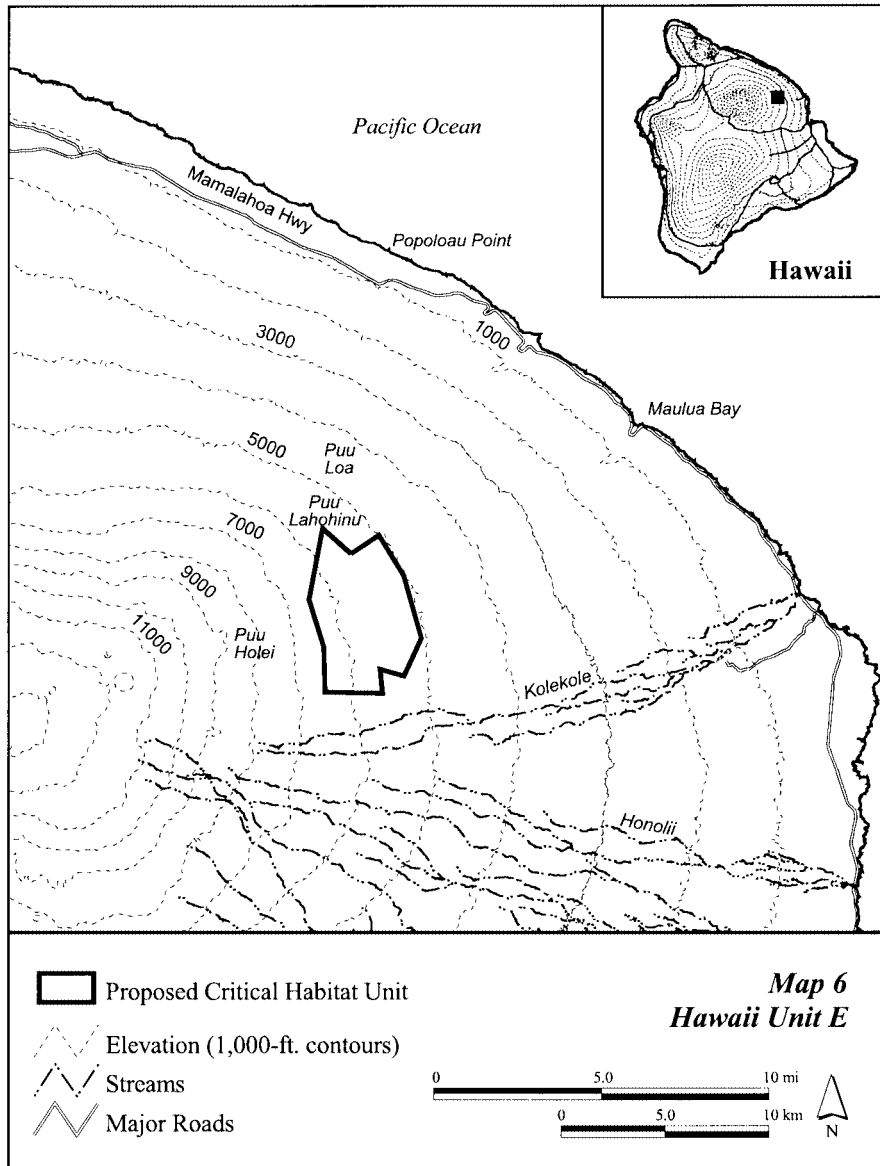 Pacific Ocean
Hawaii
Mamalahoa Hwy
Popoloau Point
1000
3000
Maulua Bay
5000
Puu
Loa
Puu
Lahohinu
7000
9000
11000
Puu
Holei
Kolekole
Honolii
Proposed Critical Habitat Unit
Elevation (1,000-ft. contours)
Streams
Major Roads
Map 6
Hawaii Unit E
0 5.0 10 mi
0 5.0 10 km
N